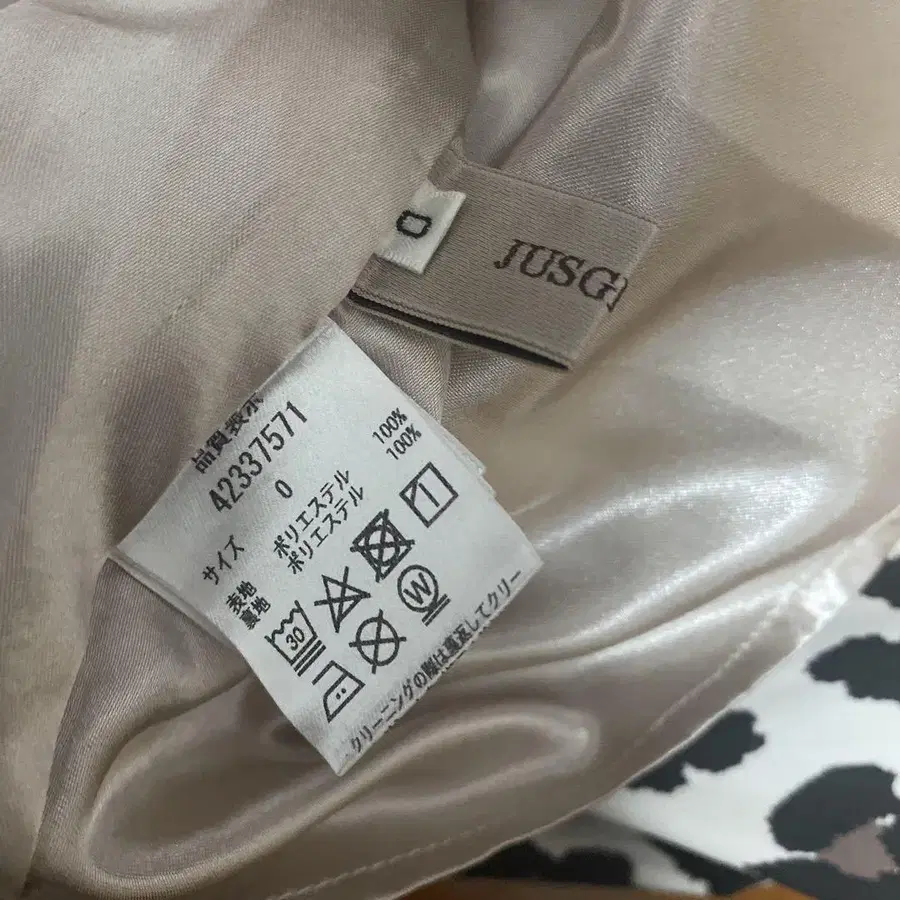 0
JUSG
品質表示
42337571
サイズ 0
表地 ポリエステル 100%
裏地 ポリエステル 100%
30
W
クリーニングの際は裏返してクリー